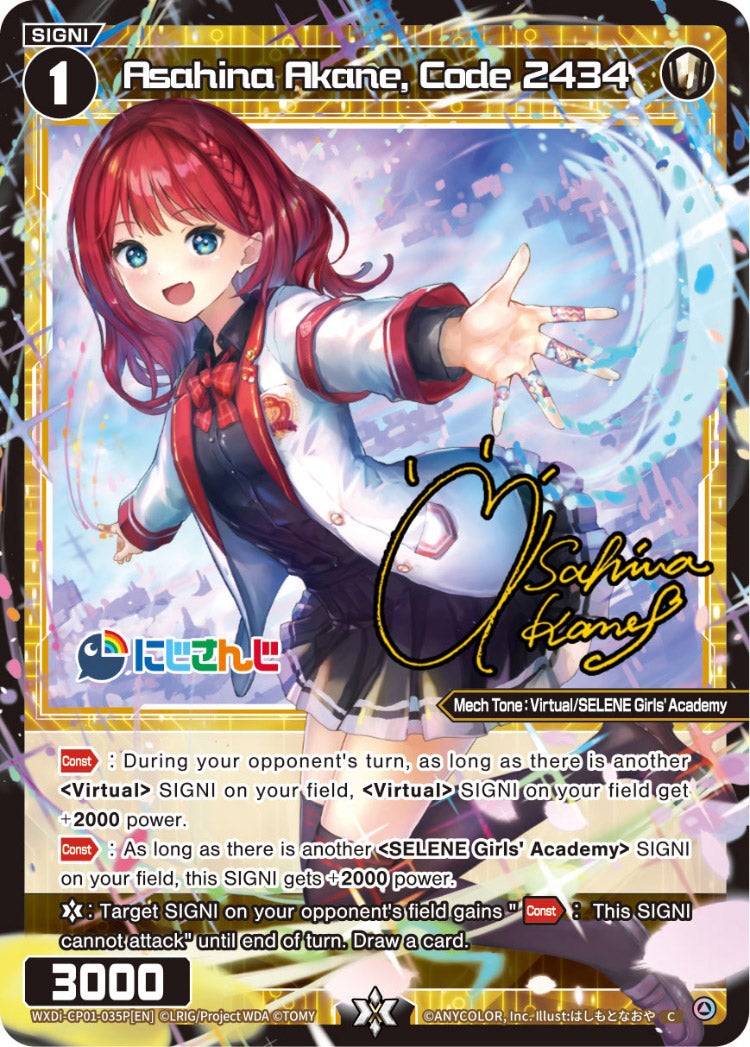 SIGNI
1
Asahina Akane, Code 2434
Asahina
Akane
にじさんじ
Mech Tone:Virtual/SELENE Girls' Academy
Const : During your opponent's turn, as long as there is another
<Virtual> SIGNI on your field, <Virtual> SIGNI on your field get
+2000 power.
Const : As long as there is another <SELENE Girls' Academy> SIGNI
on your field, this SIGNI gets +2000 power.
: Target SIGNI on your opponent's field gains " Const : This SIGNI
cannot attack" until end of turn. Draw a card.
3000
WXDi-CP01-035P[EN] ©LRIG/Project WDA ©TOMY
©ANYCOLOR, Inc. Illust:はしもとなおや C